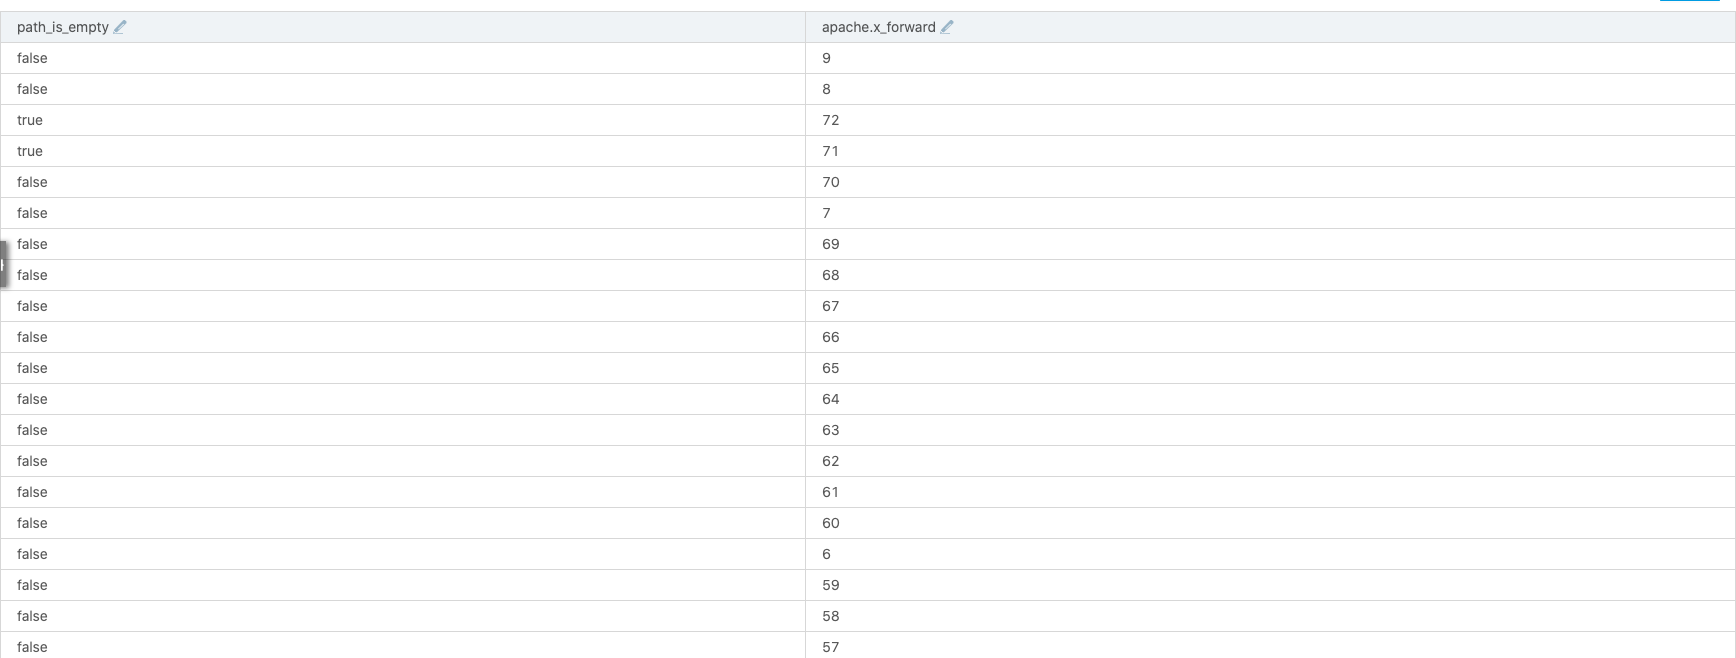 path_is_empty apache.x_forward
false 9
false 8
true 72
true 71
false 70
false 7
false 69
false 68
false 67
false 66
false 65
false 64
false 63
false 62
false 61
false 60
false 6
false 59
false 58
false 57